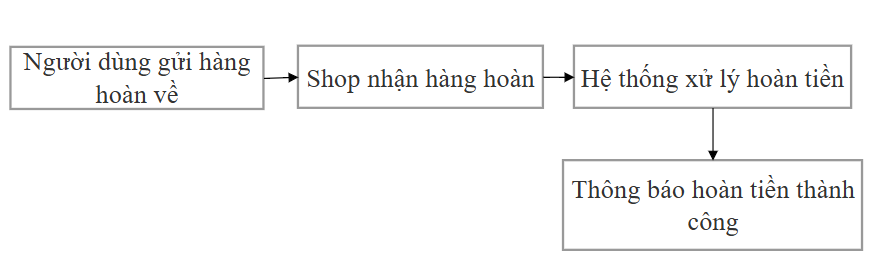 Người dùng gửi hàng
hoàn về
Shop nhận hàng hoàn
Hệ thống xử lý hoàn tiền
Thông báo hoàn tiền thành
công